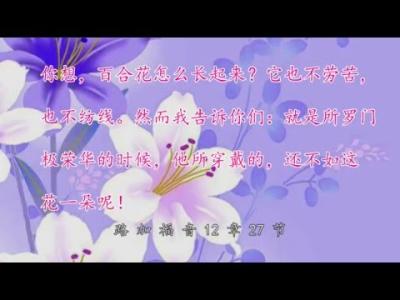 你想，百合花怎么长起来？它也不劳苦，
也不纺线。然而我告诉你们：就是所罗门
极荣华的时候，他所穿戴的，还不如这
花一朵呢！
路加福音12章27节